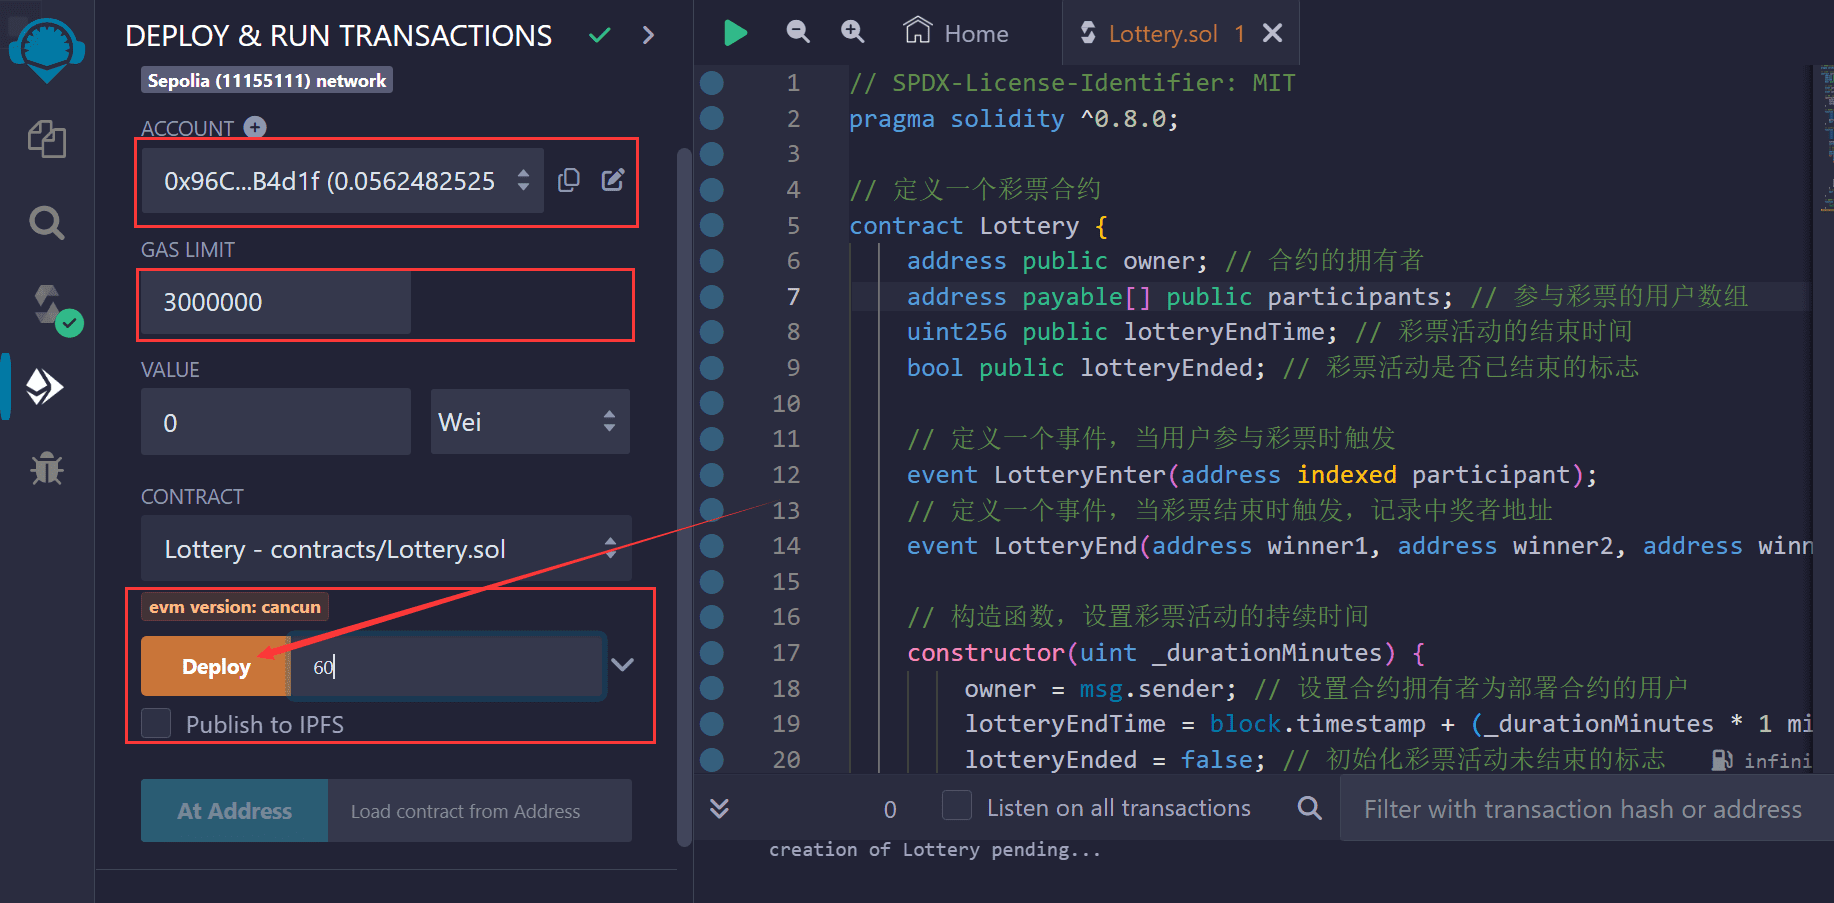 DEPLOY & RUN TRANSACTIONS
Sepolia (11155111) network
ACCOUNT
0x96C...B4d1f (0.0562482525
GAS LIMIT
3000000
VALUE
0
Wei
CONTRACT
Lottery - contracts/Lottery.sol
evm version: cancun
Deploy
60
Publish to IPFS
At Address
Load contract from Address
Home
Lottery.sol 1
1 // SPDX-License-Identifier: MIT
2 pragma solidity ^0.8.0;
3
4 // 定义一个彩票合约
5 contract Lottery {
6 address public owner; // 合约的拥有者
7 address payable[] public participants; // 参与彩票的用户数组
8 uint256 public lotteryEndTime; // 彩票活动的结束时间
9 bool public lotteryEnded; // 彩票活动是否已结束的标志
10
11 // 定义一个事件，当用户参与彩票时触发
12 event LotteryEnter(address indexed participant);
13 // 定义一个事件，当彩票结束时触发，记录中奖者地址
14 event LotteryEnd(address winner1, address winner2, address winn
15
16 // 构造函数，设置彩票活动的持续时间
17 constructor(uint _durationMinutes) {
18 owner = msg.sender; // 设置合约拥有者为部署合约的用户
19 lotteryEndTime = block.timestamp + (_durationMinutes * 1 mi
20 lotteryEnded = false; // 初始化彩票活动未结束的标志 infini
0
Listen on all transactions
Filter with transaction hash or address
creation of Lottery pending...